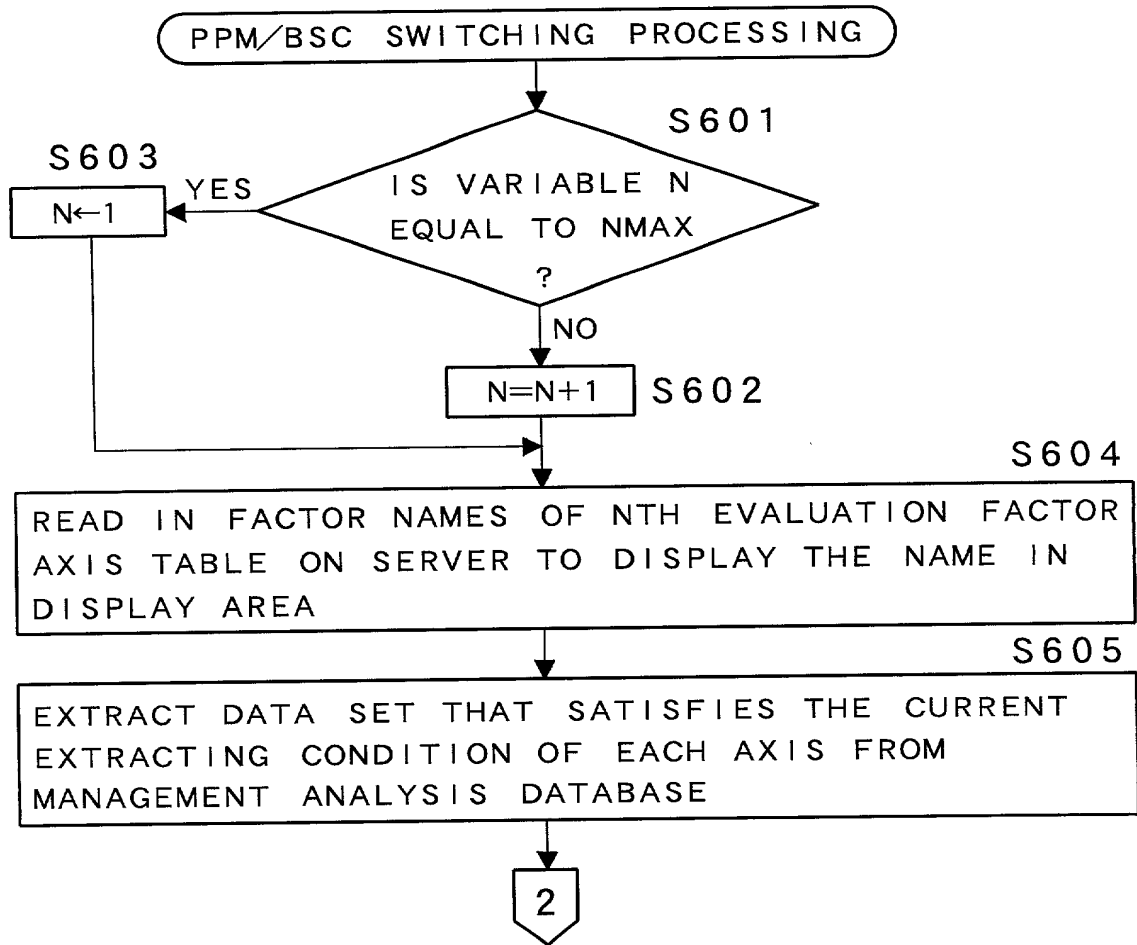 PPM/BSC SWITCHING PROCESSING
S601
IS VARIABLE N
EQUAL TO NMAX
?
YES
S603
N←1
NO
N=N+1
S602
S604
READ IN FACTOR NAMES OF NTH EVALUATION FACTOR
AXIS TABLE ON SERVER TO DISPLAY THE NAME IN
DISPLAY AREA
S605
EXTRACT DATA SET THAT SATISFIES THE CURRENT
EXTRACTING CONDITION OF EACH AXIS FROM
MANAGEMENT ANALYSIS DATABASE
2